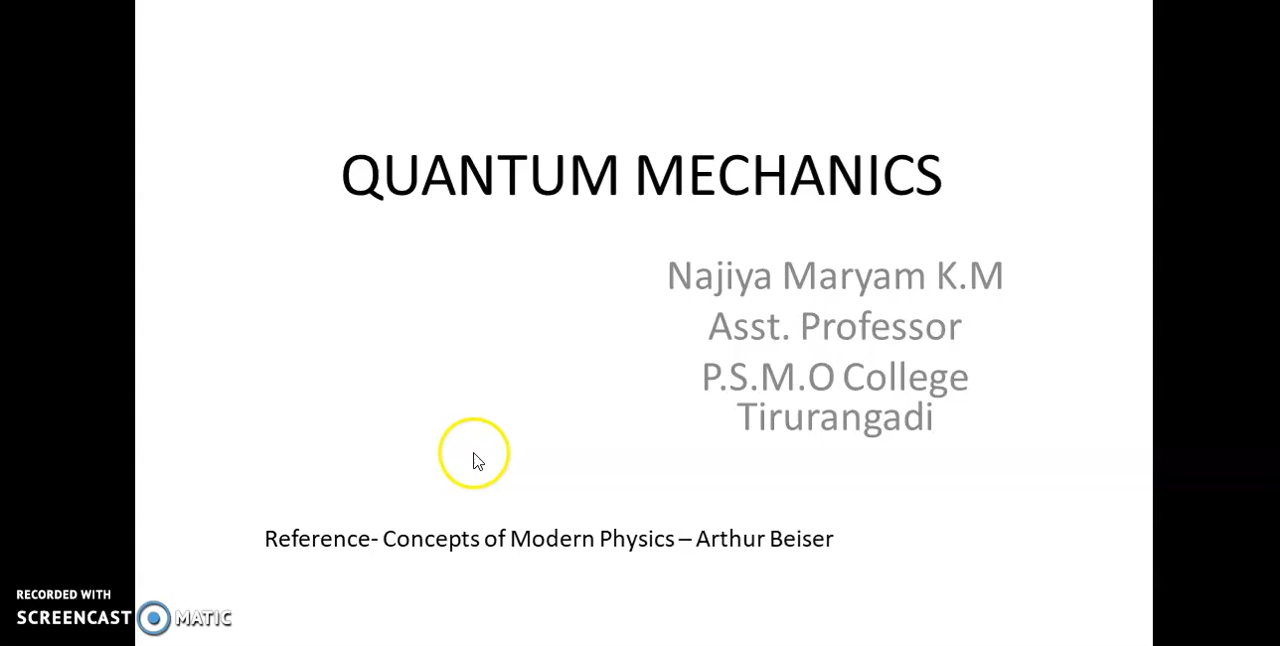 QUANTUM MECHANICS
Najiya Maryam K.M
Asst. Professor
P.S.M.O College
Tirurangadi
Reference- Concepts of Modern Physics – Arthur Beiser
RECORDED WITH
SCREENCAST MATIC